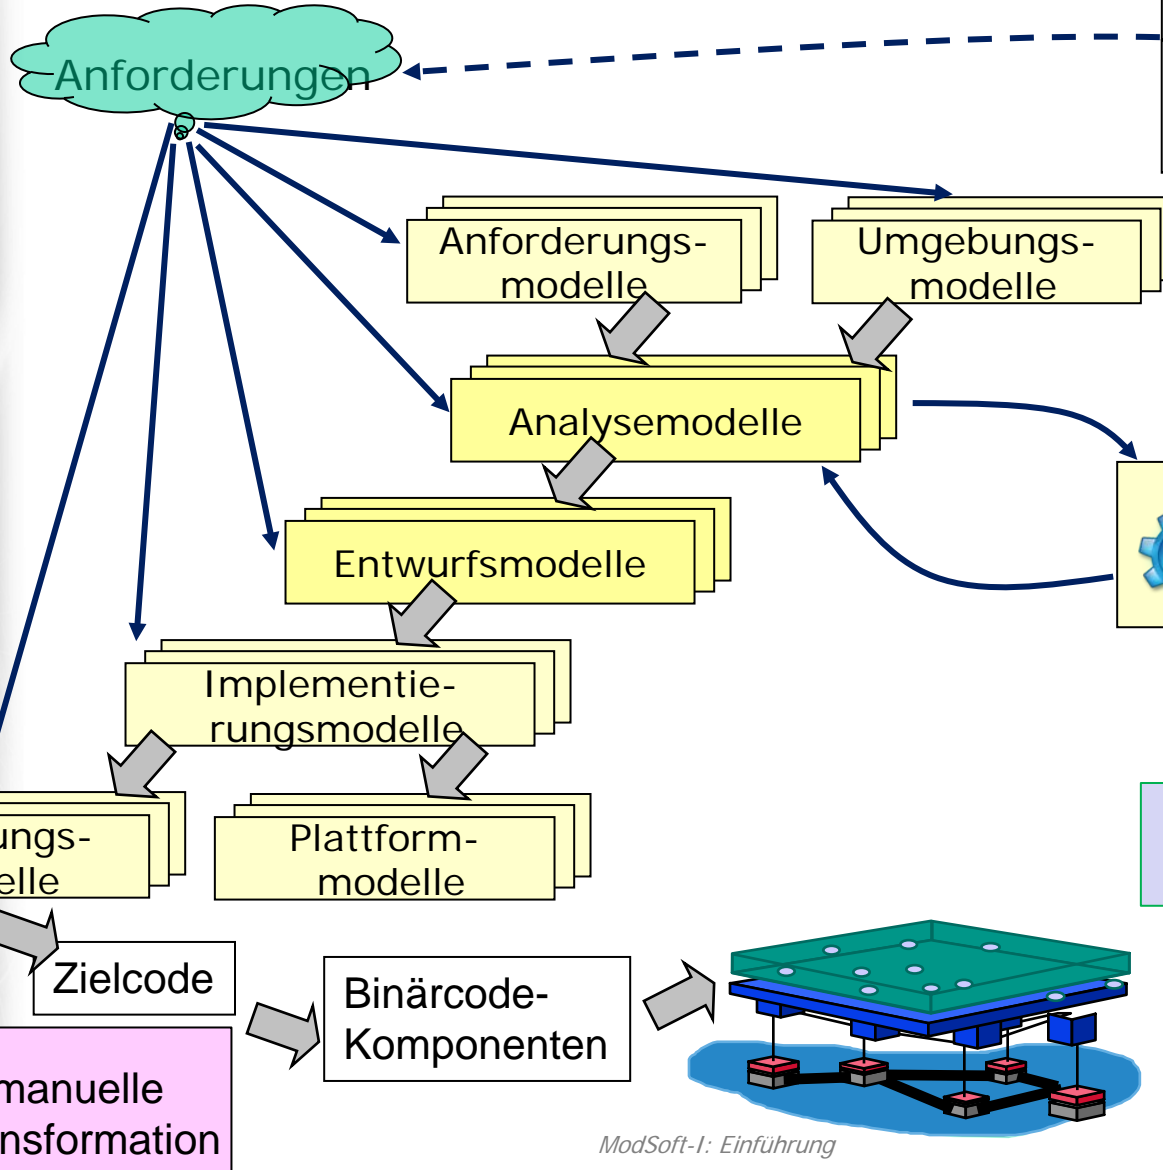 Anforderungen
Anforderungs-
modelle
Umgebungs-
modelle
Analysemodelle
Entwurfsmodelle
Implementie-
rungsmodelle
ungs-
elle
Plattform-
modelle
Zielcode
Binärcode-
Komponenten
manuelle
nsformation
ModSoft-I: Einführung